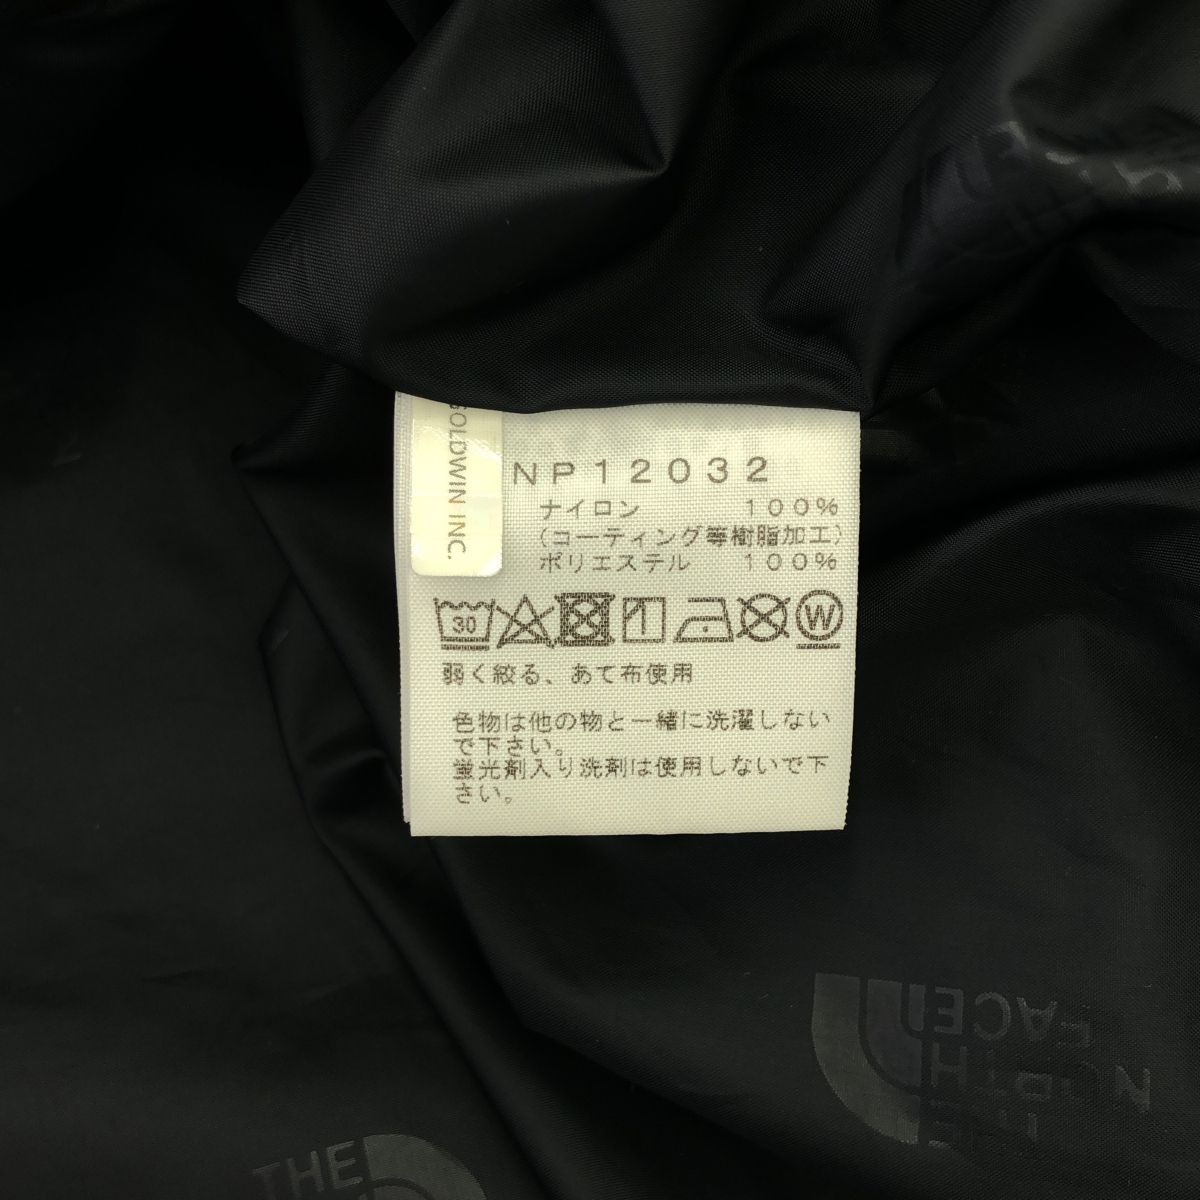 GOLDWIN INC.
NP12032
ナイロン 100%
(コーティング等樹脂加工)
ポリエステル 100%
30 W
弱く絞る、あて布使用
色物は他の物と一緒に洗濯しない
で下さい。
蛍光剤入り洗剤は使用しないで下
さい。
FACE
THE
THE